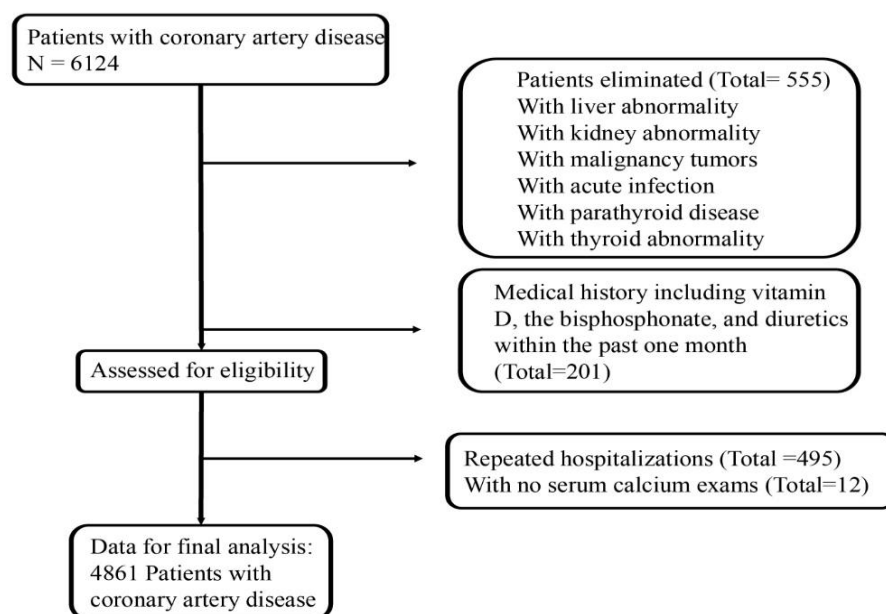 Patients with coronary artery disease
N = 6124
Patients eliminated (Total= 555)
With liver abnormality
With kidney abnormality
With malignancy tumors
With acute infection
With parathyroid disease
With thyroid abnormality
Medical history including vitamin
D, the bisphosphonate, and diuretics
within the past one month
(Total=201)
Assessed for eligibility
Repeated hospitalizations (Total =495)
With no serum calcium exams (Total=12)
Data for final analysis:
4861 Patients with
coronary artery disease